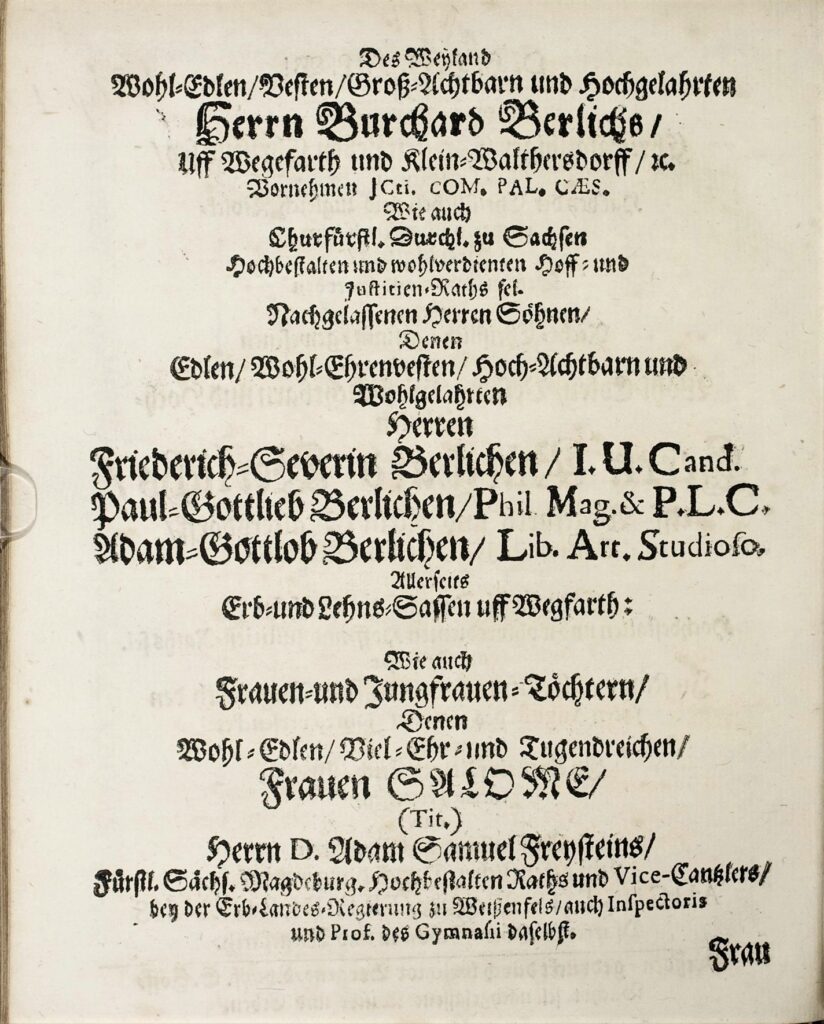 Des Weyland
Wohl-Edlen/Vesten/Groß-Achtbarn und Hochgelahrten
Herrn Burchard Berlichs/
Uff Wegefarth und Klein-Walthersdorff/ ꝛc.
Vornehmen JCti. COM. PAL. CÆS.
Wie auch
Churfürstl. Durchl. zu Sachsen
Hochbestalten und wohlverdienten Hoff- und
Justitien-Raths sel.
Nachgelassenen Herren Söhnen/
Denen
Edlen/ Wohl-Ehrenvesten/ Hoch-Achtbarn und
Wohlgelahrten
Herren
Friederich-Severin Berlichen / I. U. Cand.
Paul-Gottlieb Berlichen/Phil Mag. & P. L. C.
Adam-Gottlob Berlichen/ Lib. Art. Studioso.
Allerseits
Erb-und Lehns-Sassen uff Wegfarth:
Wie auch
Frauen-und Jungfrauen-Töchtern/
Denen
Wohl-Edlen/ Viel-Ehr-und Tugendreichen/
Frauen SALOME/
(Tit.)
Herrn D. Adam Samuel Freysteins/
Fürstl. Sächs. Magdeburg. Hochbestalten Raths und Vice-Cantzlers/
bey der Erb-Landes-Regierung zu Weißenfels/auch Inspectoris
und Prof. des Gymnasii daselbst.
Frau